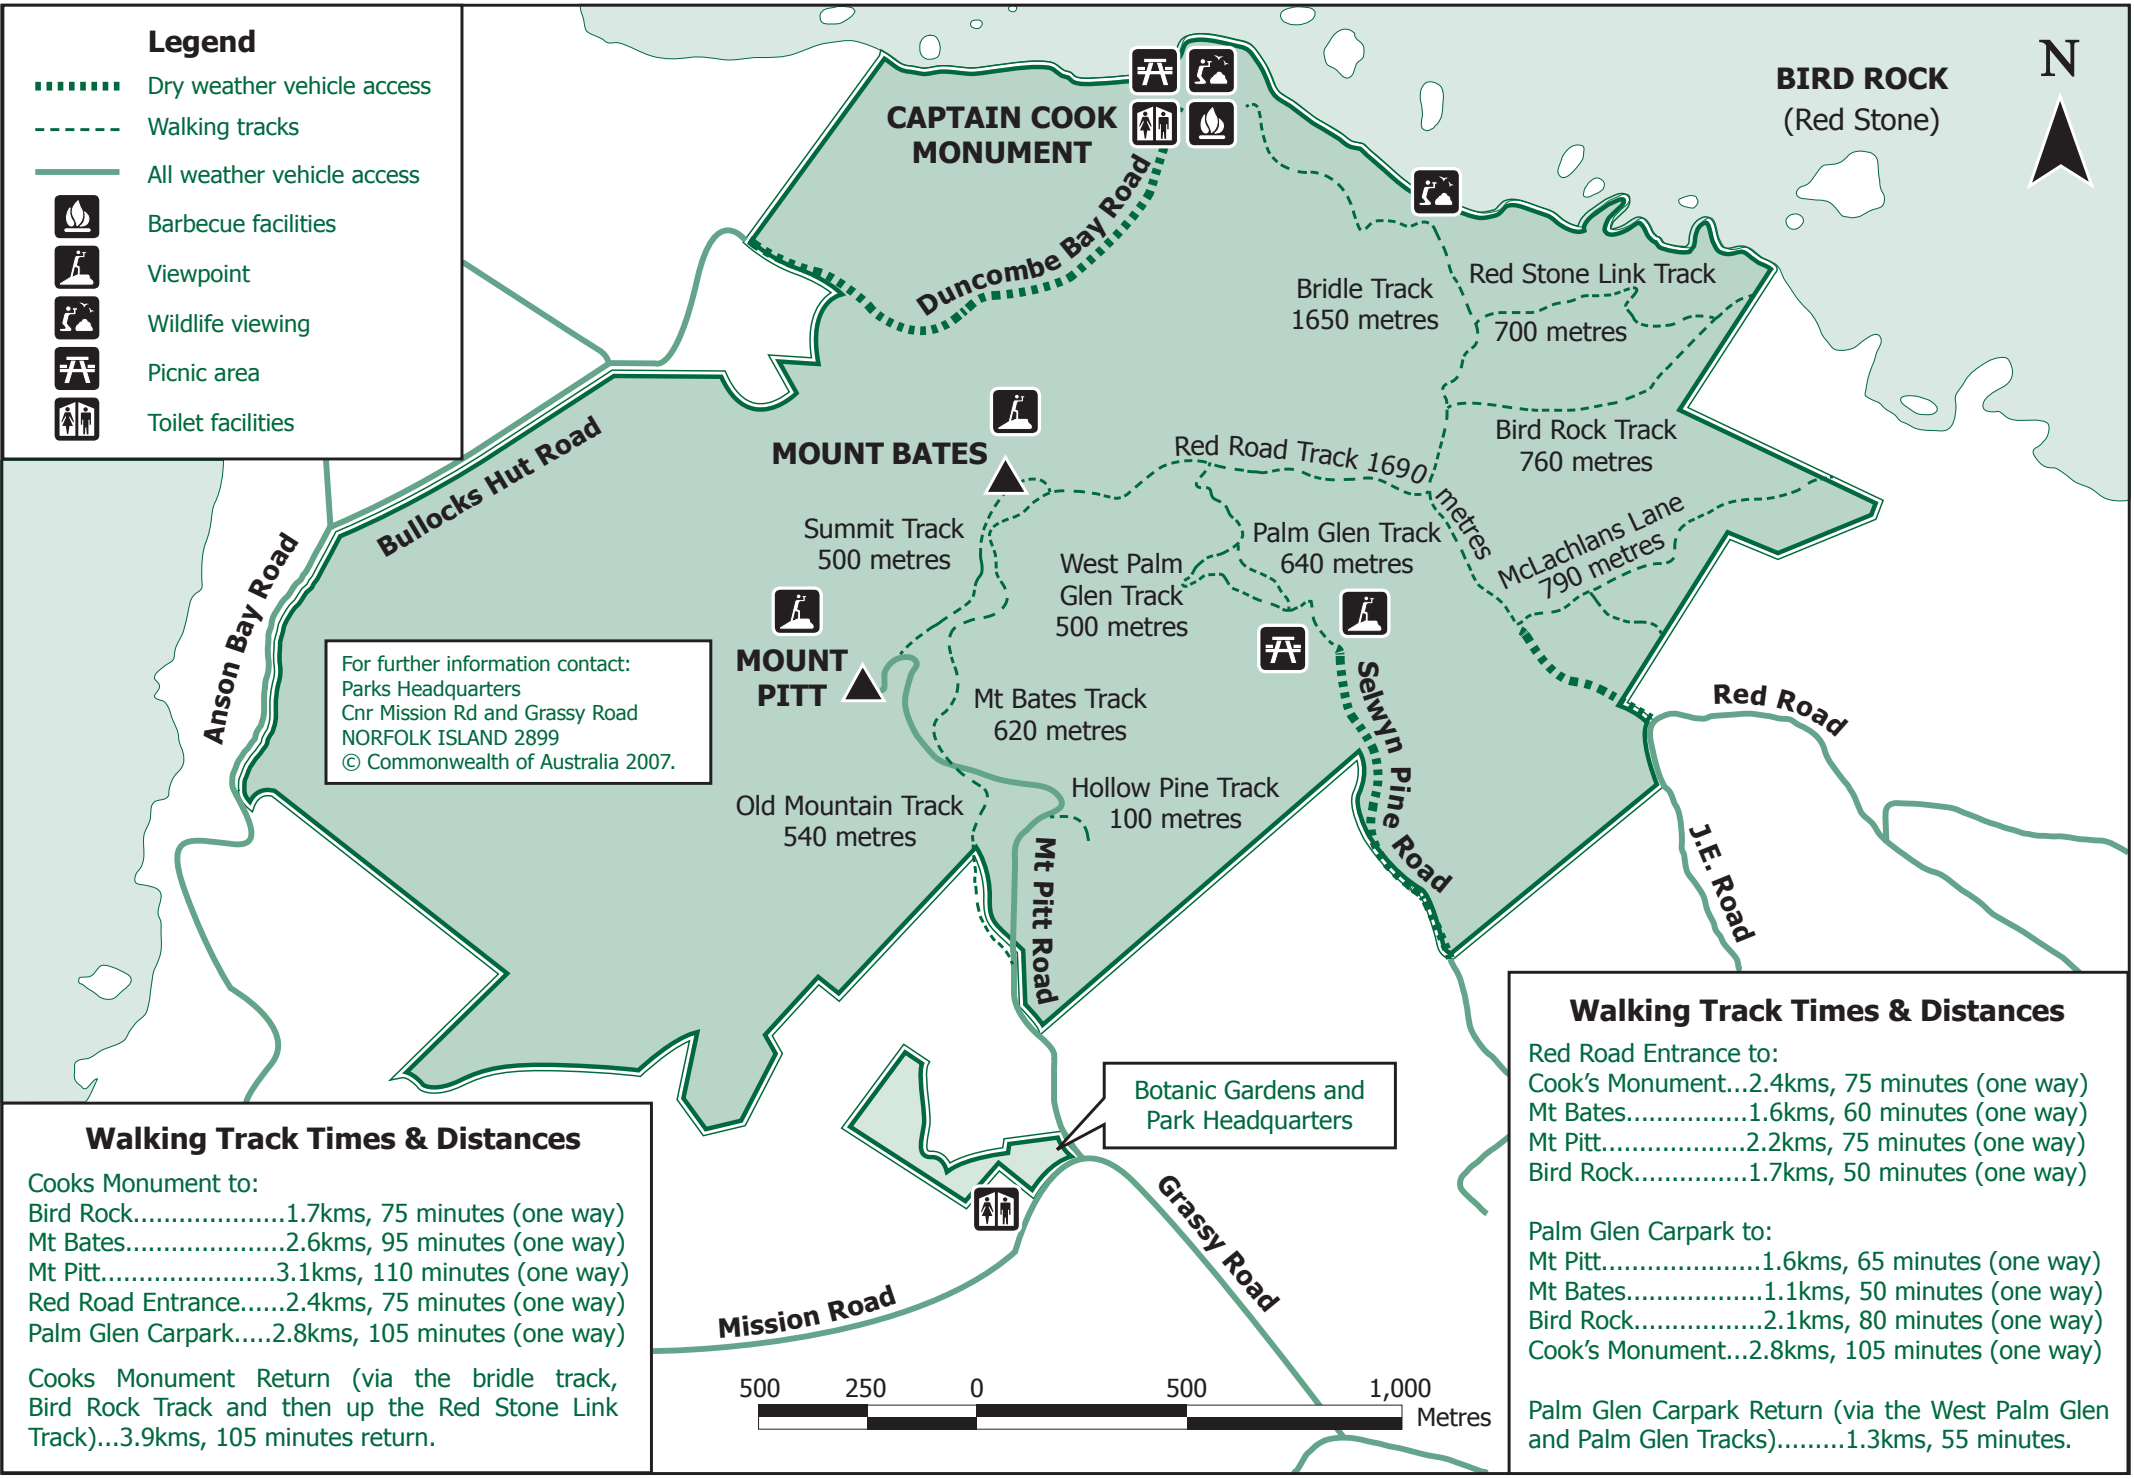 Legend
Dry weather vehicle access
Walking tracks
All weather vehicle access
Barbecue facilities
Viewpoint
Wildlife viewing
Picnic area
Toilet facilities
BIRD ROCK
(Red Stone)
N
CAPTAIN COOK
MONUMENT
Duncombe Bay Road
Bridle Track
1650 metres
Red Stone Link Track
700 metres
Bird Rock Track
760 metres
Bullocks Hut Road
Anson Bay Road
MOUNT BATES
Red Road Track 1690 metres
Summit Track
500 metres
West Palm
Glen Track
500 metres
Palm Glen Track
640 metres
McLachlans Lane
790 metres
MOUNT
PITT
For further information contact:
Parks Headquarters
Cnr Mission Rd and Grassy Road
NORFOLK ISLAND 2899
© Commonwealth of Australia 2007.
Mt Bates Track
620 metres
Selwyn Pine Road
Red Road
J.E. Road
Old Mountain Track
540 metres
Hollow Pine Track
100 metres
Mt Pitt Road
Botanic Gardens and
Park Headquarters
Grassy Road
Mission Road
500 250 0 500 1,000
Metres
Walking Track Times & Distances
Cooks Monument to:
Bird Rock....................1.7kms, 75 minutes (one way)
Mt Bates.....................2.6kms, 95 minutes (one way)
Mt Pitt.......................3.1kms, 110 minutes (one way)
Red Road Entrance......2.4kms, 75 minutes (one way)
Palm Glen Carpark.....2.8kms, 105 minutes (one way)
Cooks Monument Return (via the bridle track,
Bird Rock Track and then up the Red Stone Link
Track)...3.9kms, 105 minutes return.
Walking Track Times & Distances
Red Road Entrance to:
Cook's Monument...2.4kms, 75 minutes (one way)
Mt Bates................1.6kms, 60 minutes (one way)
Mt Pitt...................2.2kms, 75 minutes (one way)
Bird Rock...............1.7kms, 50 minutes (one way)
Palm Glen Carpark to:
Mt Pitt.....................1.6kms, 65 minutes (one way)
Mt Bates..................1.1kms, 50 minutes (one way)
Bird Rock.................2.1kms, 80 minutes (one way)
Cook's Monument...2.8kms, 105 minutes (one way)
Palm Glen Carpark Return (via the West Palm Glen
and Palm Glen Tracks).........1.3kms, 55 minutes.